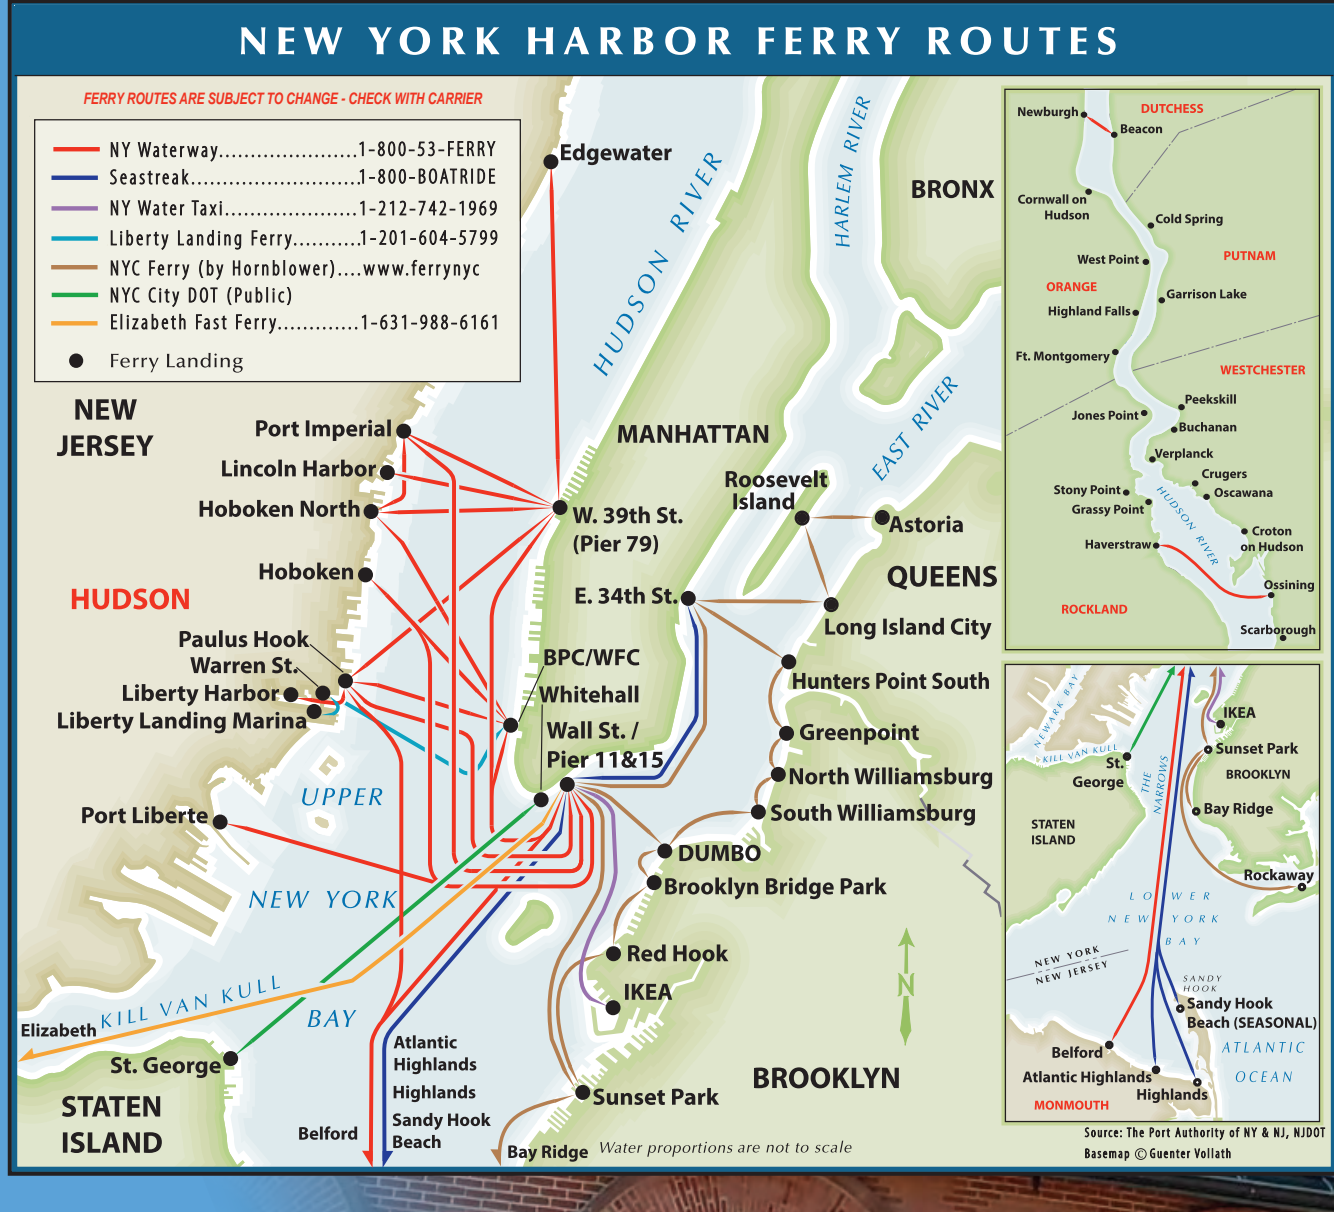 NEW YORK HARBOR FERRY ROUTES
FERRY ROUTES ARE SUBJECT TO CHANGE - CHECK WITH CARRIER
NY Waterway.....................1-800-53-FERRY
Seastreak..........................1-800-BOATRIDE
NY Water Taxi....................1-212-742-1969
Liberty Landing Ferry..........1-201-604-5799
NYC Ferry (by Hornblower)....www.ferrynyc
NYC City DOT (Public)
Elizabeth Fast Ferry.............1-631-988-6161
Ferry Landing
Edgewater
HUDSON RIVER
HARLEM RIVER
BRONX
NEW
JERSEY
Port Imperial
Lincoln Harbor
Hoboken North
Hoboken
HUDSON
Paulus Hook
Warren St.
Liberty Harbor
Liberty Landing Marina
Port Liberte
MANHATTAN
EAST RIVER
Roosevelt
Island
Astoria
W. 39th St.
(Pier 79)
QUEENS
E. 34th St.
Long Island City
BPC/WFC
Whitehall
Wall St. /
Pier 11&15
Hunters Point South
Greenpoint
North Williamsburg
South Williamsburg
DUMBO
Brooklyn Bridge Park
Red Hook
IKEA
N
UPPER
NEW YORK
BAY
KILL VAN KULL
Elizabeth
St. George
STATEN
ISLAND
Atlantic
Highlands
Highlands
Sandy Hook
Beach
Belford
BROOKLYN
Sunset Park
Bay Ridge
Water proportions are not to scale
Newburgh
DUTCHESS
Beacon
Cornwall on
Hudson
Cold Spring
West Point
PUTNAM
ORANGE
Garrison Lake
Highland Falls
Ft. Montgomery
WESTCHESTER
Peekskill
Jones Point
Buchanan
Verplanck
Crugers
Stony Point
Oscawana
Grassy Point
HUDSON RIVER
Croton
on Hudson
Haverstraw
Ossining
ROCKLAND
Scarborough
NEWARK BAY
IKEA
KILL VAN KULL
St.
George
Sunset Park
THE
NARROWS
BROOKLYN
Bay Ridge
STATEN
ISLAND
Rockaway
LOWER
NEW YORK
BAY
NEW YORK
NEW JERSEY
SANDY
HOOK
Sandy Hook
Beach (SEASONAL)
Belford
ATLANTIC
OCEAN
Atlantic Highlands
Highlands
MONMOUTH
Source: The Port Authority of NY & NJ, NJDOT
Basemap © Guenter Vollath